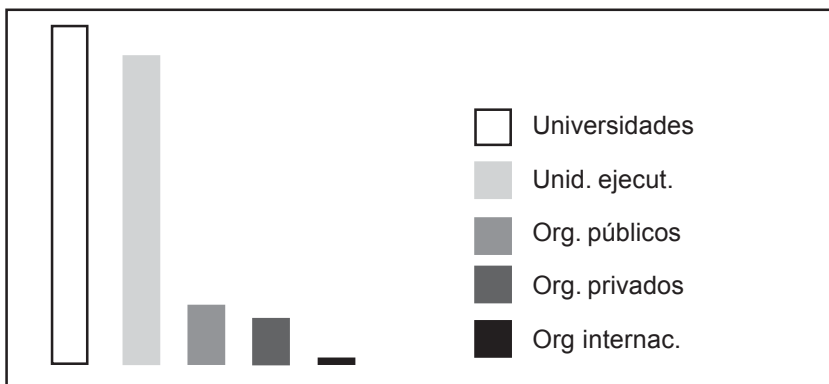 Universidades
Unid. ejecut.
Org. públicos
Org. privados
Org internac.